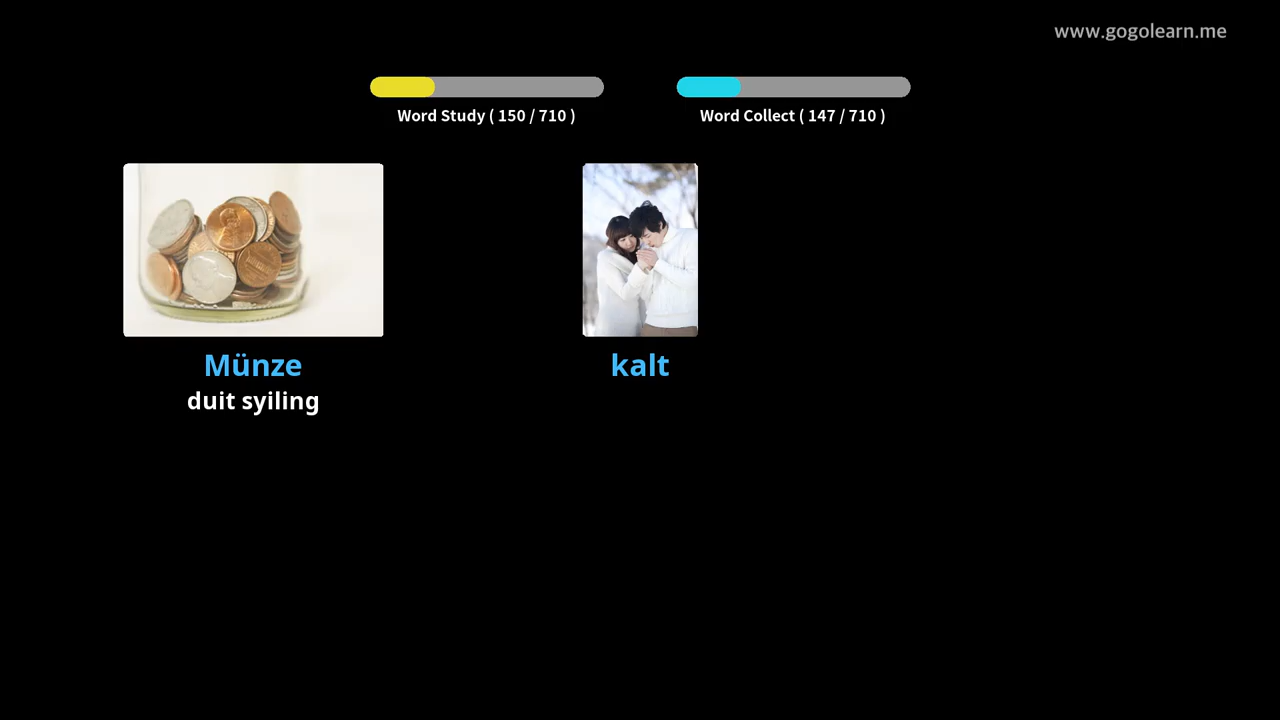 www.gogolearn.me
Word Study ( 150 / 710 )
Word Collect ( 147 / 710 )
Münze
duit syiling
kalt